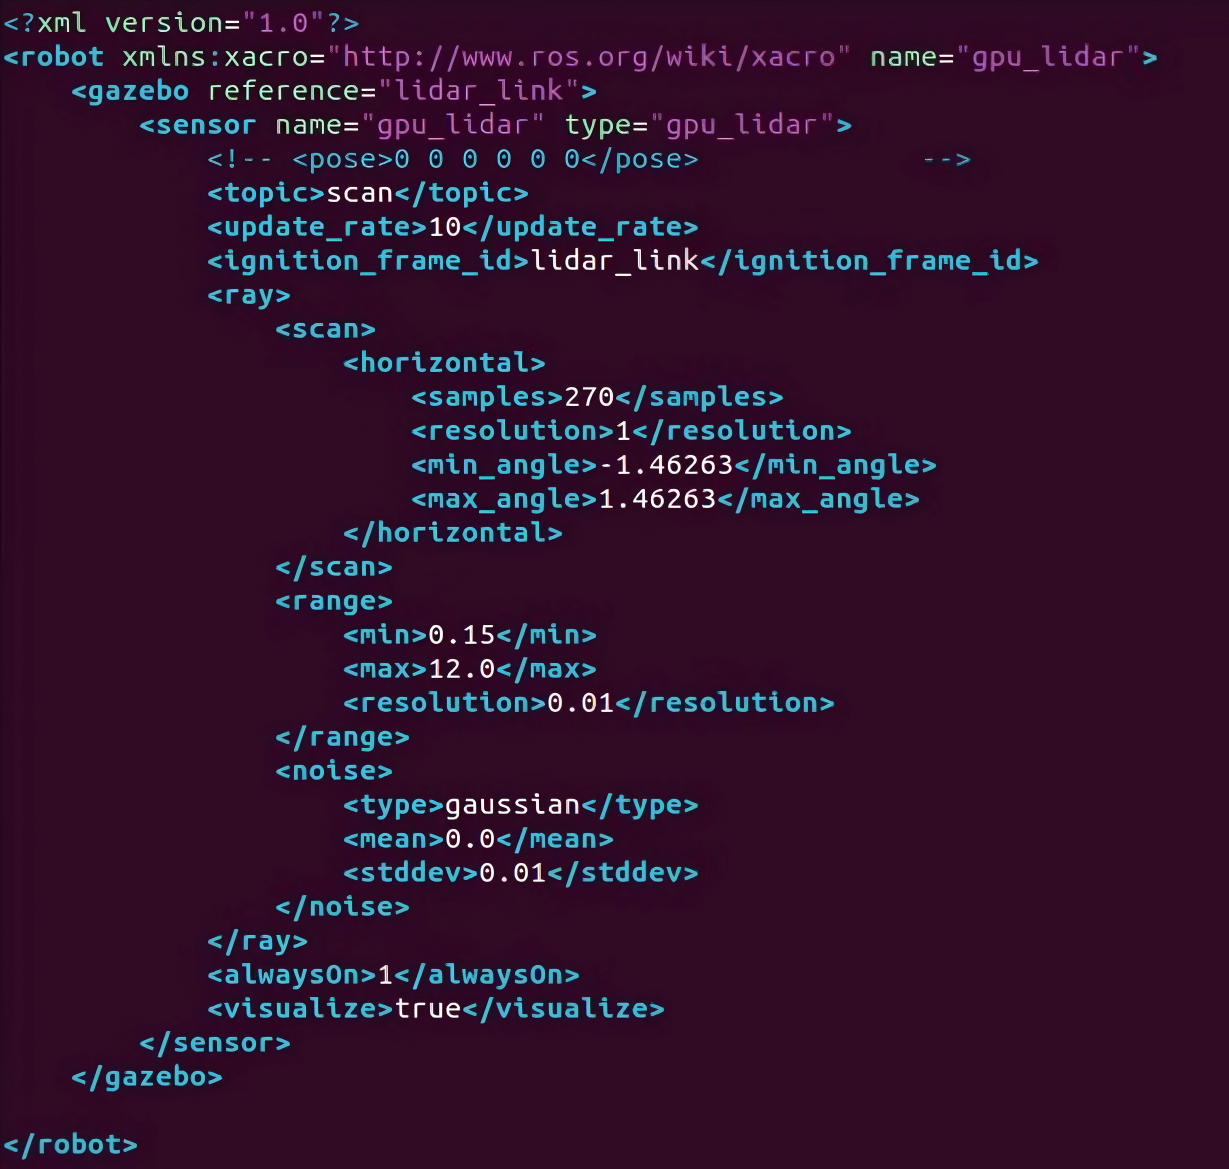 <?xml version="1.0"?>
<robot xmlns:xacro="http://www.ros.org/wiki/xacro" name="gpu_lidar">
    <gazebo reference="lidar_link">
        <sensor name="gpu_lidar" type="gpu_lidar">
            <!-- <pose>0 0 0 0 0 0</pose>             -->
            <topic>scan</topic>
            <update_rate>10</update_rate>
            <ignition_frame_id>lidar_link</ignition_frame_id>
            <ray>
                <scan>
                    <horizontal>
                        <samples>270</samples>
                        <resolution>1</resolution>
                        <min_angle>-1.46263</min_angle>
                        <max_angle>1.46263</max_angle>
                    </horizontal>
                </scan>
                <range>
                    <min>0.15</min>
                    <max>12.0</max>
                    <resolution>0.01</resolution>
                </range>
                <noise>
                    <type>gaussian</type>
                    <mean>0.0</mean>
                    <stddev>0.01</stddev>
                </noise>
            </ray>
            <alwaysOn>1</alwaysOn>
            <visualize>true</visualize>
        </sensor>
    </gazebo>

</robot>